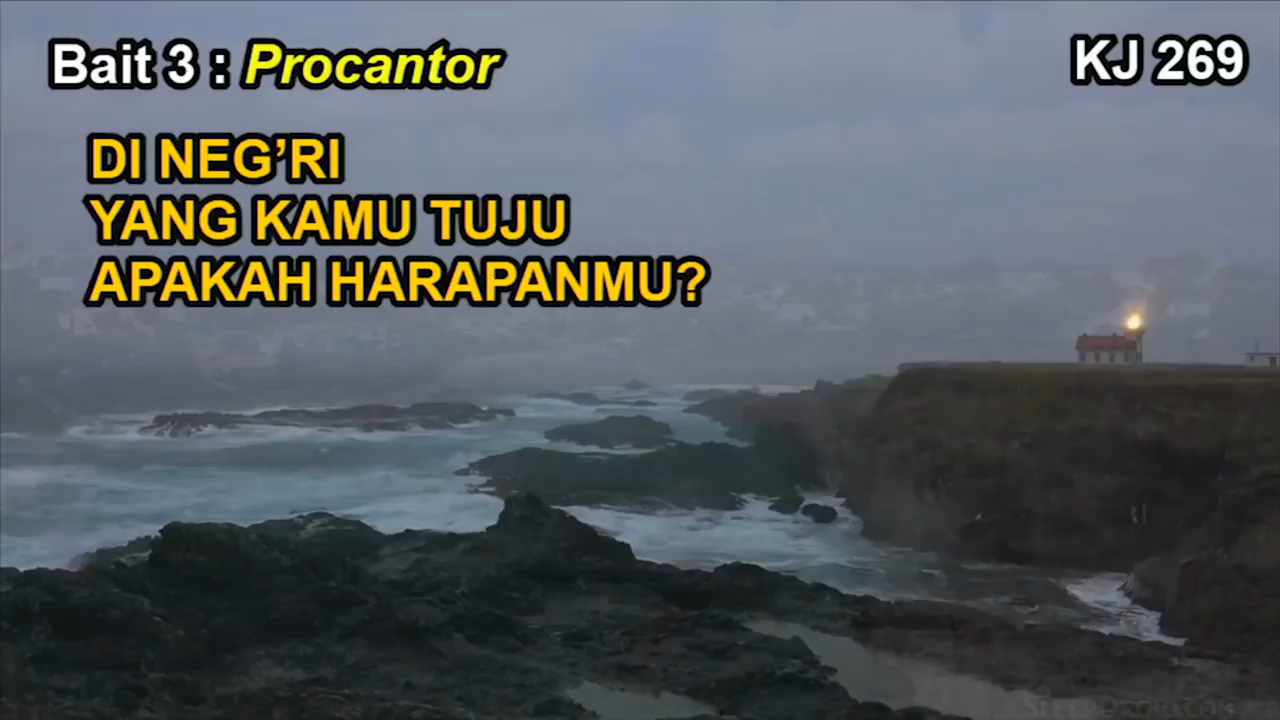 Bait 3 : Procantor
KJ 269
DI NEG’RI
YANG KAMU TUJU
APAKAH HARAPANMU?